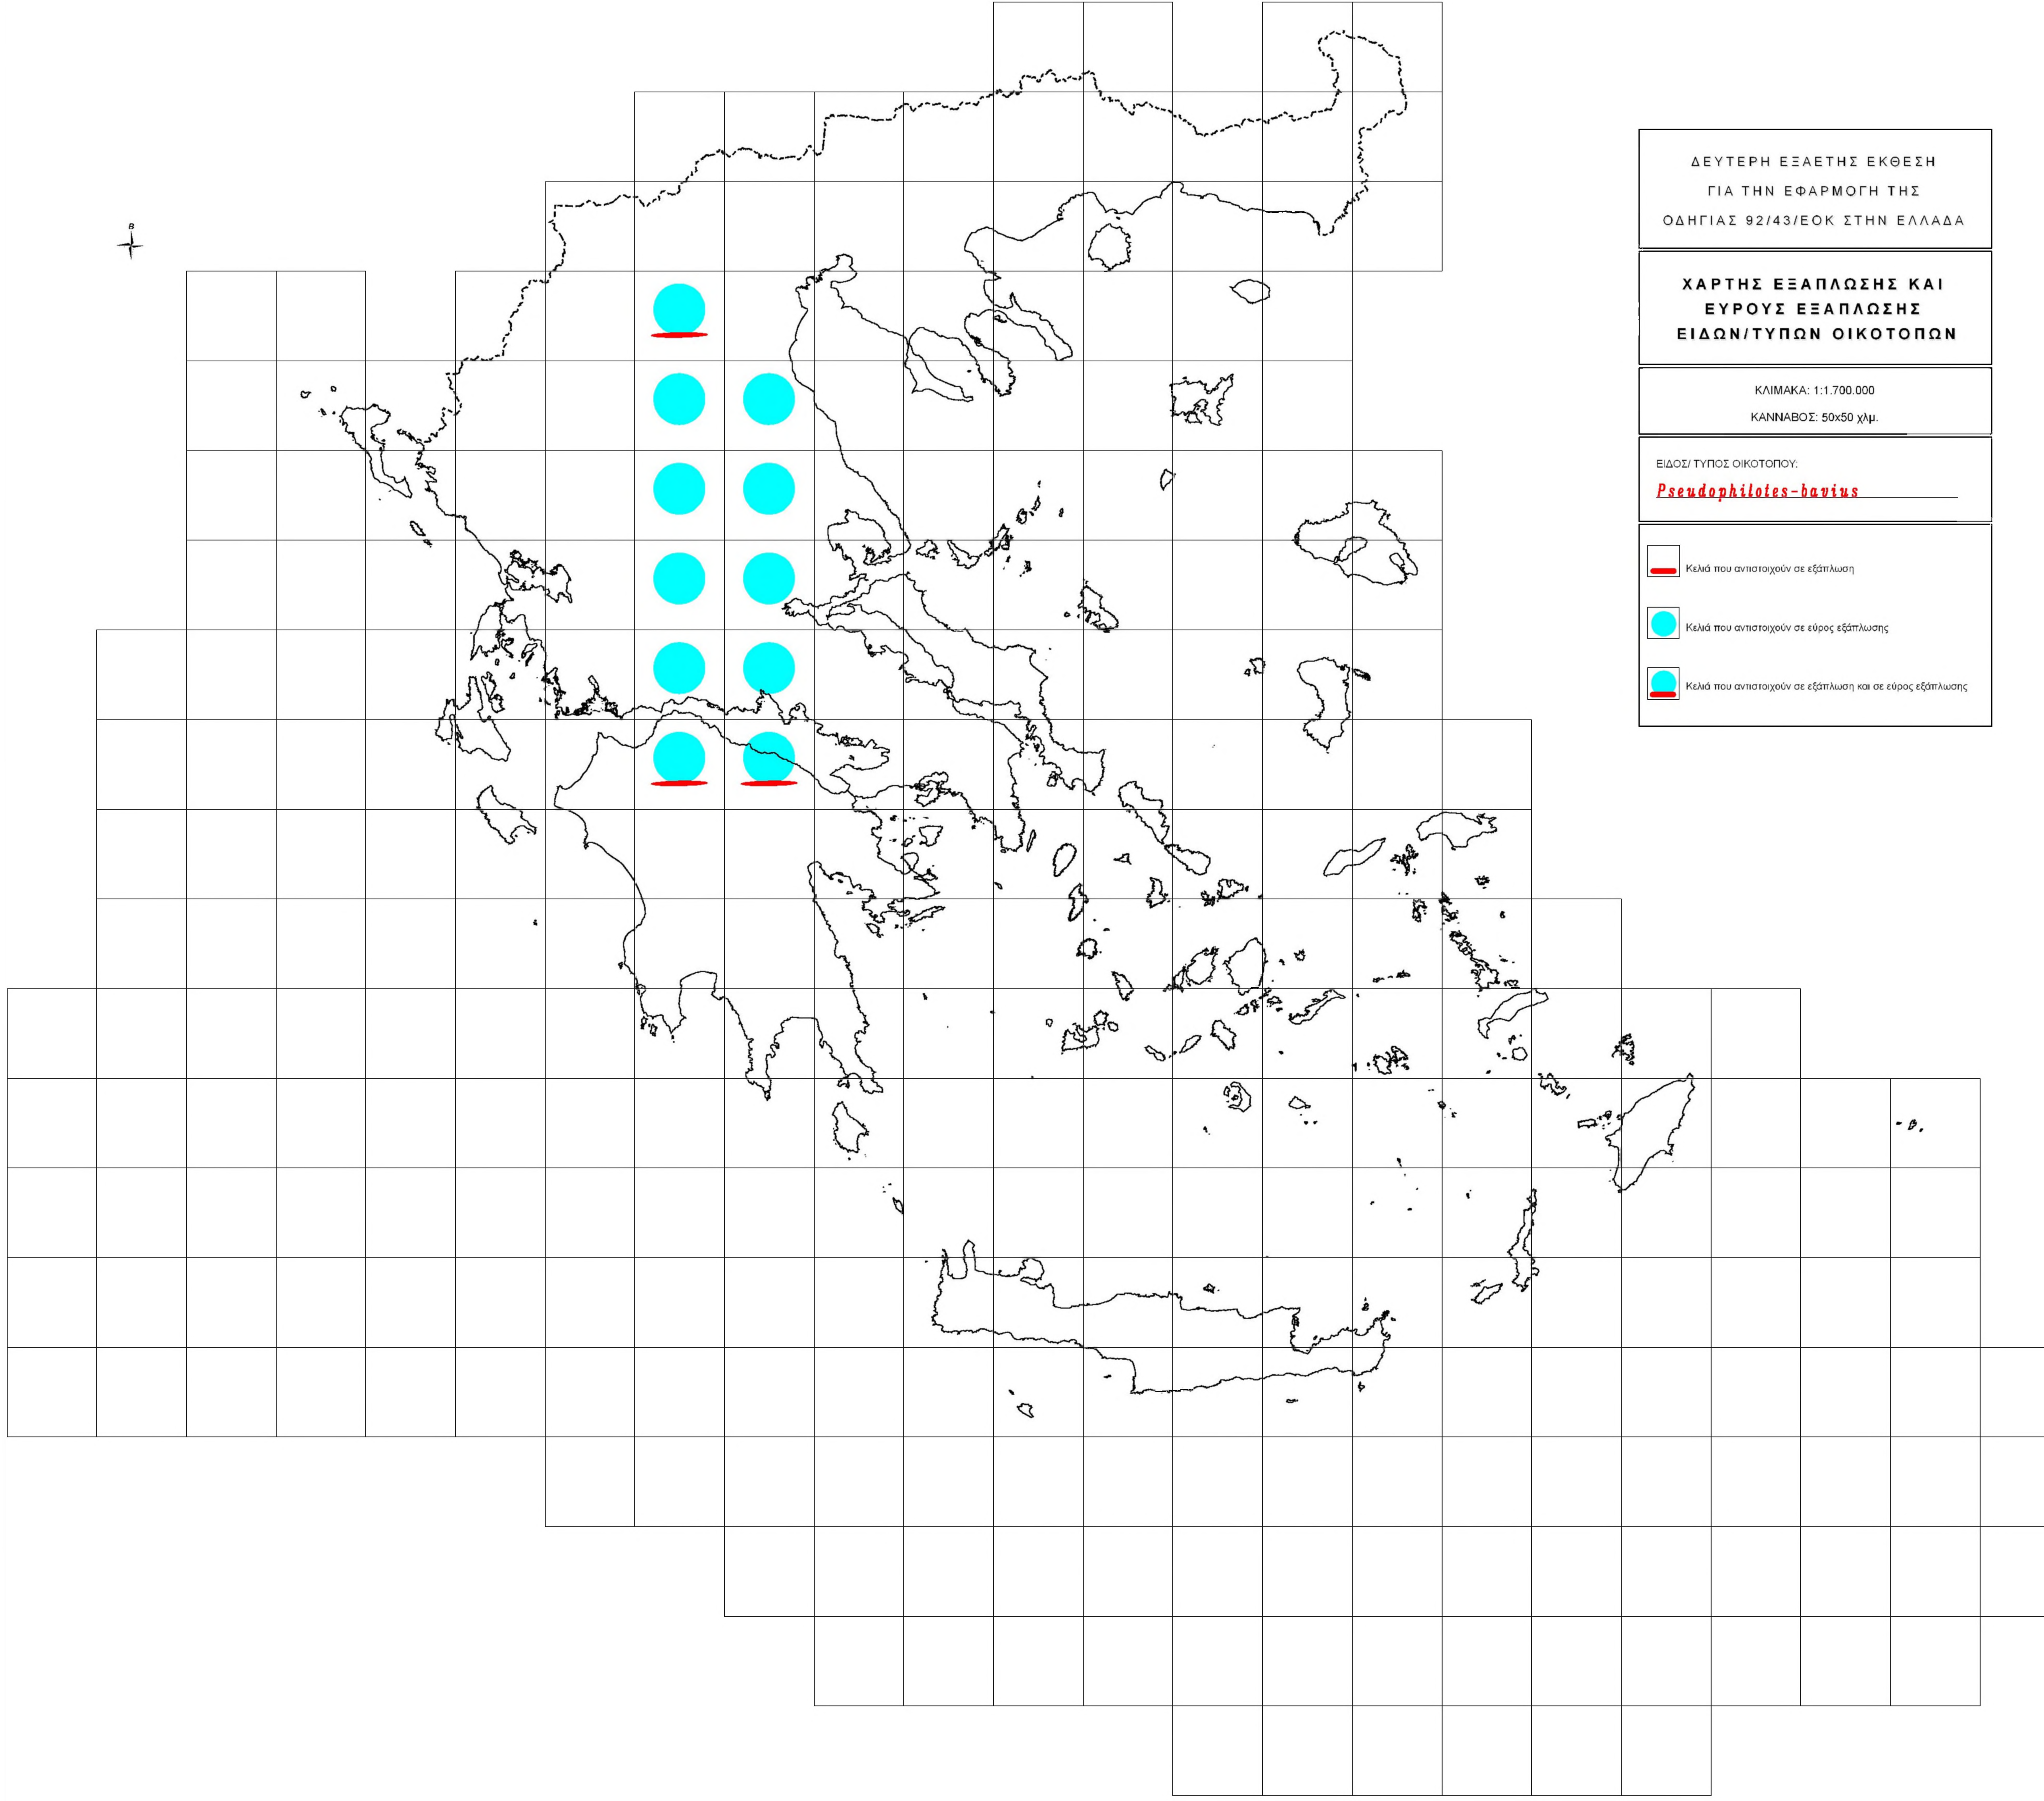 Β
ΔΕΥΤΕΡΗ ΕΞΑΕΤΗΣ ΕΚΘΕΣΗ
ΓΙΑ ΤΗΝ ΕΦΑΡΜΟΓΗ ΤΗΣ
ΟΔΗΓΙΑΣ 92/43/ΕΟΚ ΣΤΗΝ ΕΛΛΑΔΑ
ΧΑΡΤΗΣ ΕΞΑΠΛΩΣΗΣ ΚΑΙ
ΕΥΡΟΥΣ ΕΞΑΠΛΩΣΗΣ
ΕΙΔΩΝ/ΤΥΠΩΝ ΟΙΚΟΤΟΠΩΝ
ΚΛΙΜΑΚΑ: 1:1.700.000
ΚΑΝΝΑΒΟΣ: 50x50 χλμ.
ΕΙΔΟΣ/ ΤΥΠΟΣ ΟΙΚΟΤΟΠΟΥ:
Pseudophilotes-bavius
Κελιά που αντιστοιχούν σε εξάπλωση
Κελιά που αντιστοιχούν σε εύρος εξάπλωσης
Κελιά που αντιστοιχούν σε εξάπλωση και σε εύρος εξάπλωσης